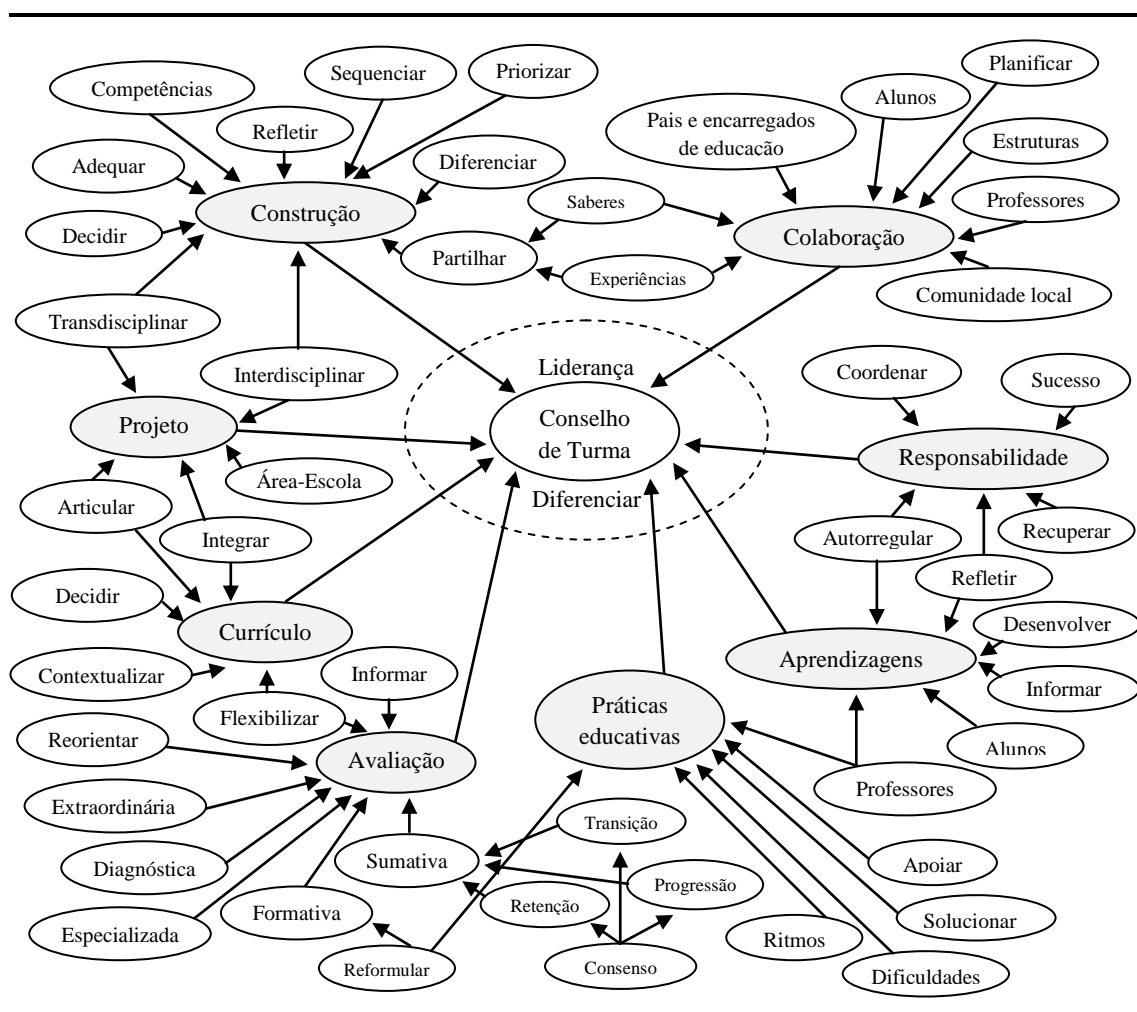 Competências
Sequenciar
Priorizar
Planificar
Alunos
Pais e encarregados
de educacão
Refletir
Estruturas
Adequar
Diferenciar
Saberes
Professores
Construção
Colaboração
Decidir
Partilhar
Experiências
Comunidade local
Transdisciplinar
Interdisciplinar
Liderança
Coordenar
Sucesso
Projeto
Conselho
de Turma
Responsabilidade
Área-Escola
Diferenciar
Articular
Integrar
Autorregular
Recuperar
Refletir
Decidir
Currículo
Desenvolver
Aprendizagens
Contextualizar
Informar
Informar
Práticas
educativas
Flexibilizar
Reorientar
Alunos
Avaliação
Professores
Extraordinária
Transição
Diagnóstica
Sumativa
Apoiar
Progressão
Formativa
Retenção
Solucionar
Especializada
Ritmos
Reformular
Consenso
Dificuldades